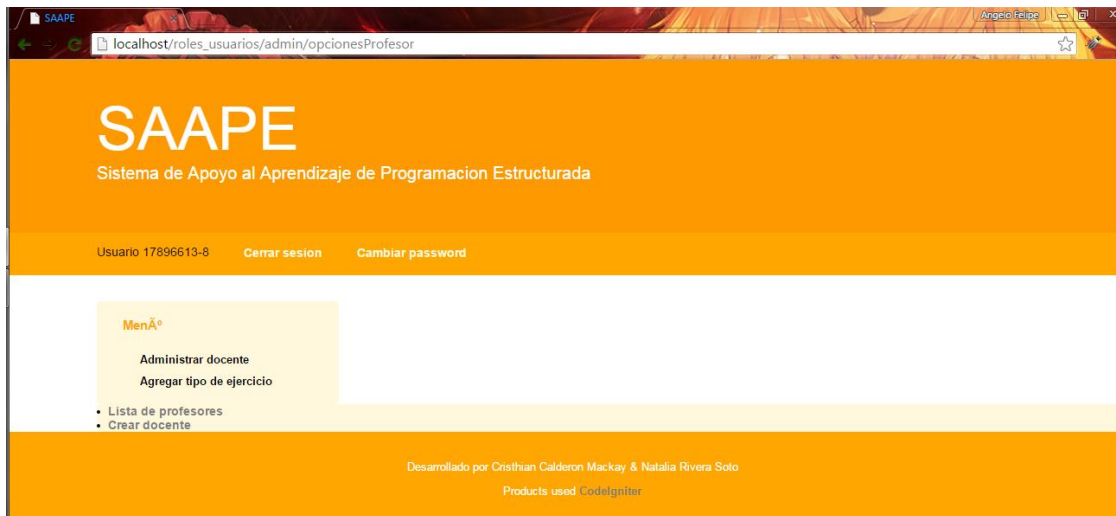 SAAPE
Angelo Felipe
localhost/roles_usuarios/admin/opcionesProfesor
SAAPE
Sistema de Apoyo al Aprendizaje de Programacion Estructurada
Usuario 17896613-8 Cerrar sesion Cambiar password
MenÃº
Administrar docente
Agregar tipo de ejercicio
• Lista de profesores
• Crear docente
Desarrollado por Cristhian Calderon Mackay & Natalia Rivera Soto
Products used CodeIgniter